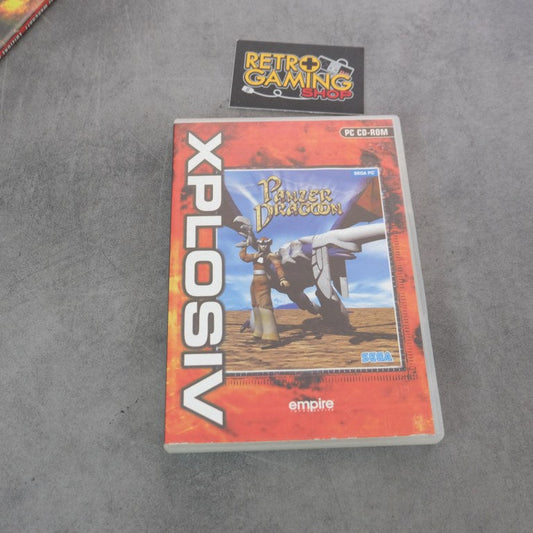 RETRO
GAMING
SHOP
PC CD-ROM
XPLOSIV
SEGA PC
PANZER
DRAGOON
SEGA
empire